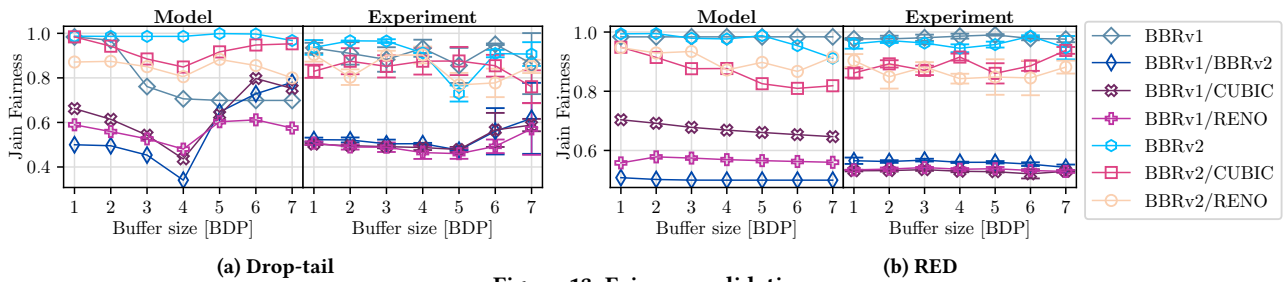 Model Experiment
Jain Fairness
1.0
0.8
0.6
0.4
1 2 3 4 5 6 7 1 2 3 4 5 6 7
Buffer size [BDP] Buffer size [BDP]
(a) Drop-tail
Model Experiment
Jain Fairness
1.0
0.8
0.6
1 2 3 4 5 6 7 1 2 3 4 5 6 7
Buffer size [BDP] Buffer size [BDP]
(b) RED
BBRv1
BBRv1/BBRv2
BBRv1/CUBIC
BBRv1/RENO
BBRv2
BBRv2/CUBIC
BBRv2/RENO